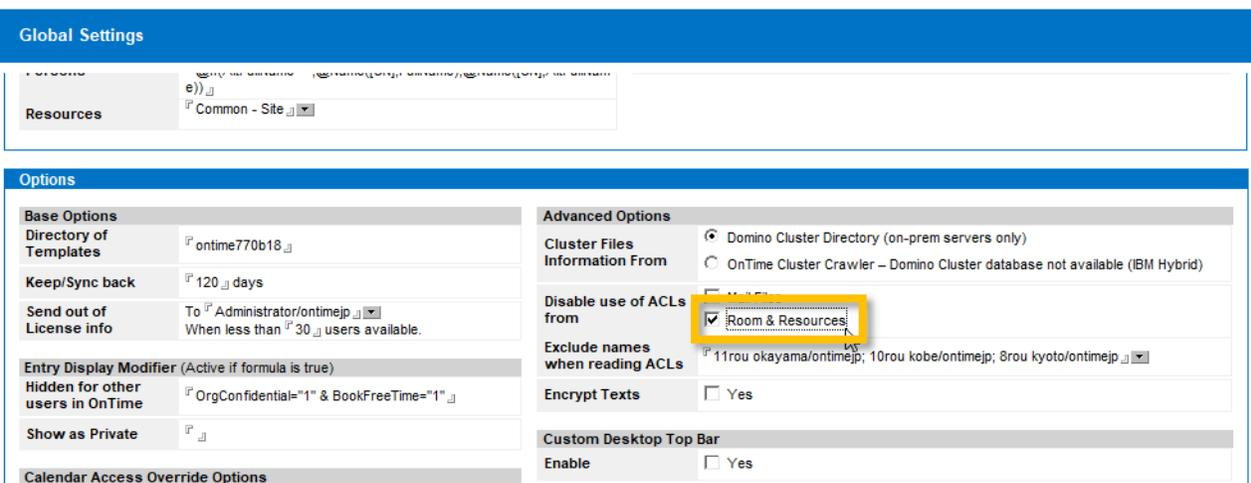 Global Settings
e))
Resources
Common - Site
Options
Base Options
Directory of
Templates
ontime770b18
Keep/Sync back
120 days
Send out of
License info
To Administrator/ontimejp
When less than 30 users available.
Entry Display Modifier (Active if formula is true)
Hidden for other
users in OnTime
OrgConfidential="1" & BookFreeTime="1"
Show as Private
Calendar Access Override Options
Advanced Options
Cluster Files
Information From
Domino Cluster Directory (on-prem servers only)
OnTime Cluster Crawler – Domino Cluster database not available (IBM Hybrid)
Disable use of ACLs
from
Room & Resources
Exclude names
when reading ACLs
11rou okayama/ontimejp; 10rou kobe/ontimejp; 8rou kyoto/ontimejp
Encrypt Texts
Yes
Custom Desktop Top Bar
Enable
Yes